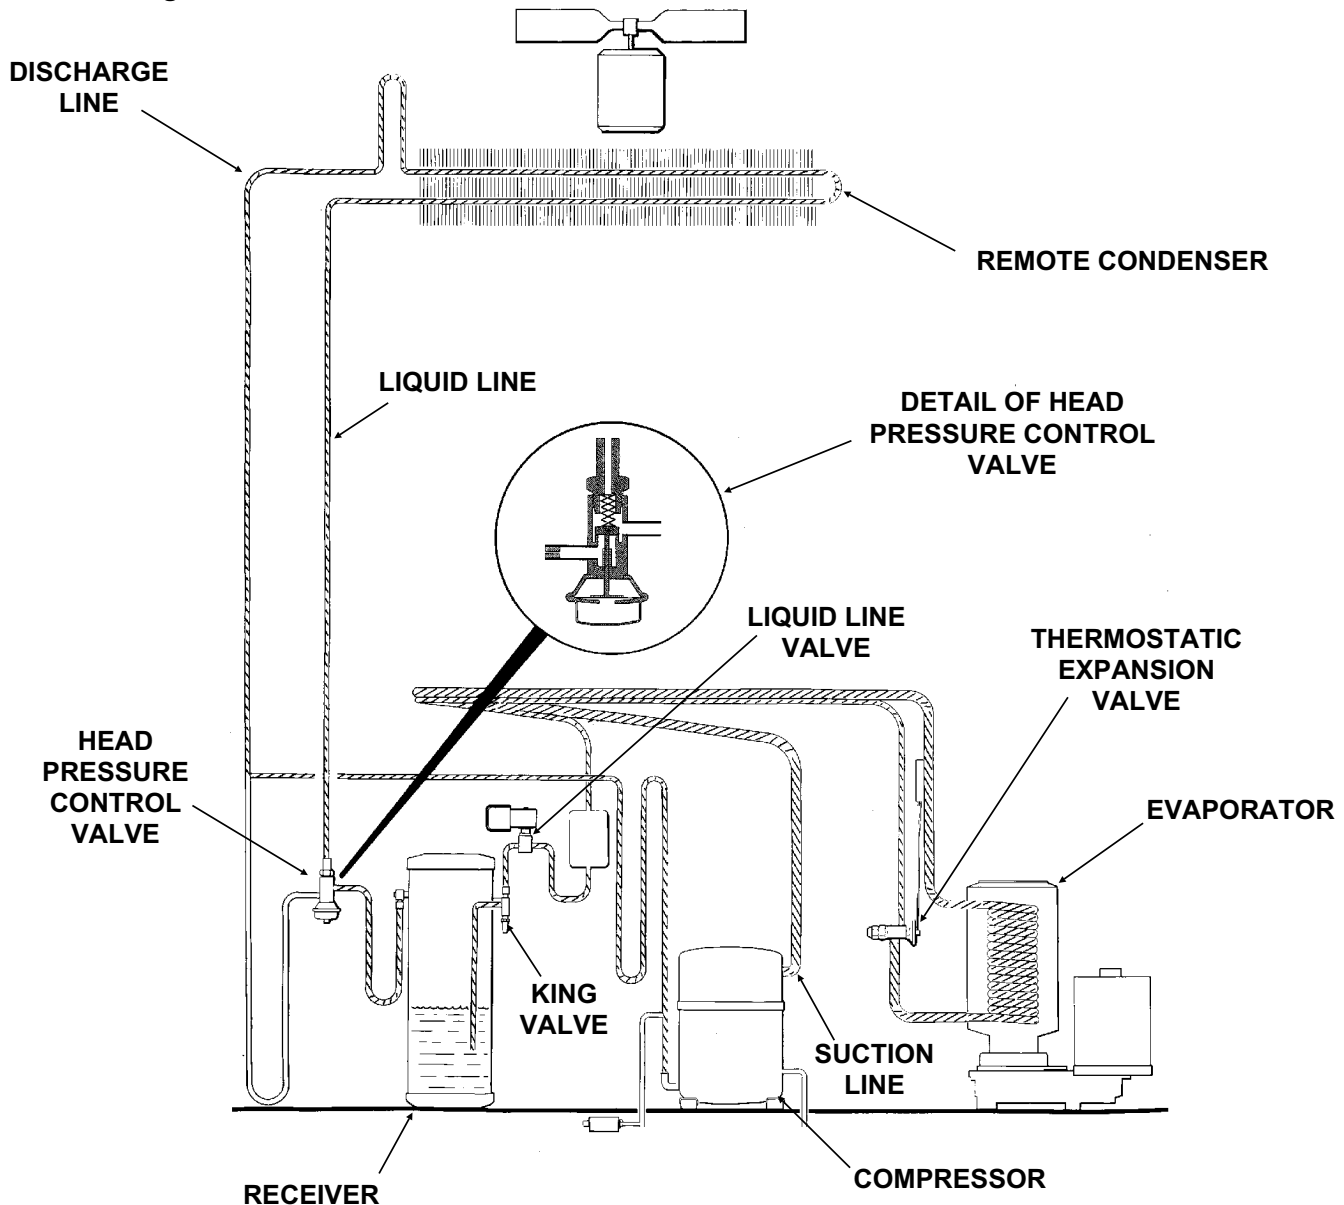 DISCHARGE
LINE
REMOTE CONDENSER
LIQUID LINE
DETAIL OF HEAD
PRESSURE CONTROL
VALVE
LIQUID LINE
VALVE
THERMOSTATIC
EXPANSION
VALVE
HEAD
PRESSURE
CONTROL
VALVE
EVAPORATOR
KING
VALVE
SUCTION
LINE
COMPRESSOR
RECEIVER